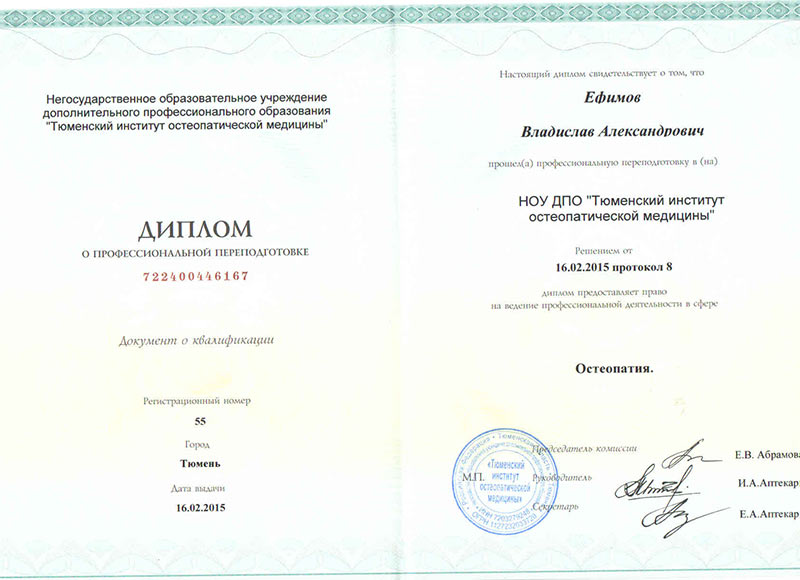 Негосударственное образовательное учреждение
дополнительного профессионального образования
"Тюменский институт остеопатической медицины"
ДИПЛОМ
О ПРОФЕССИОНАЛЬНОЙ ПЕРЕПОДГОТОВКЕ
722400446167
Документ о квалификации
Регистрационный номер
55
Город
Тюмень
Дата выдачи
16.02.2015
Настоящий диплом свидетельствует о том, что
Ефимов
Владислав Александрович
прошел(а) профессиональную переподготовку в (на)
НОУ ДПО "Тюменский институт
остеопатической медицины"
Решением от
16.02.2015 протокол 8
диплом предоставляет право
на ведение профессиональной деятельности в сфере
Остеопатия.
Председатель комиссии
Е.В. Абрамова
М.П.
Руководитель
И.А.Аптекарь
Секретарь
Е.А.Аптекар
«Тюменский
институт
остеопатической
медицины»